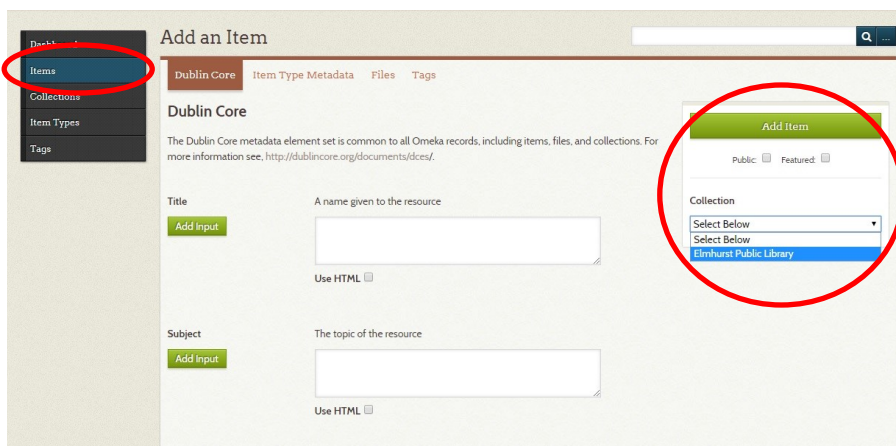 Add an Item
...
Items
Collections
Item Types
Tags
Dublin Core Item Type Metadata Files Tags
Dublin Core
The Dublin Core metadata element set is common to all Omeka records, including items, files, and collections. For
more information see, http://dublincore.org/documents/dces/.
Title
A name given to the resource
Add Input
Use HTML
Subject
The topic of the resource
Add Input
Use HTML
Add Item
Public: Featured:
Collection
Select Below
Select Below
Elmhurst Public Library